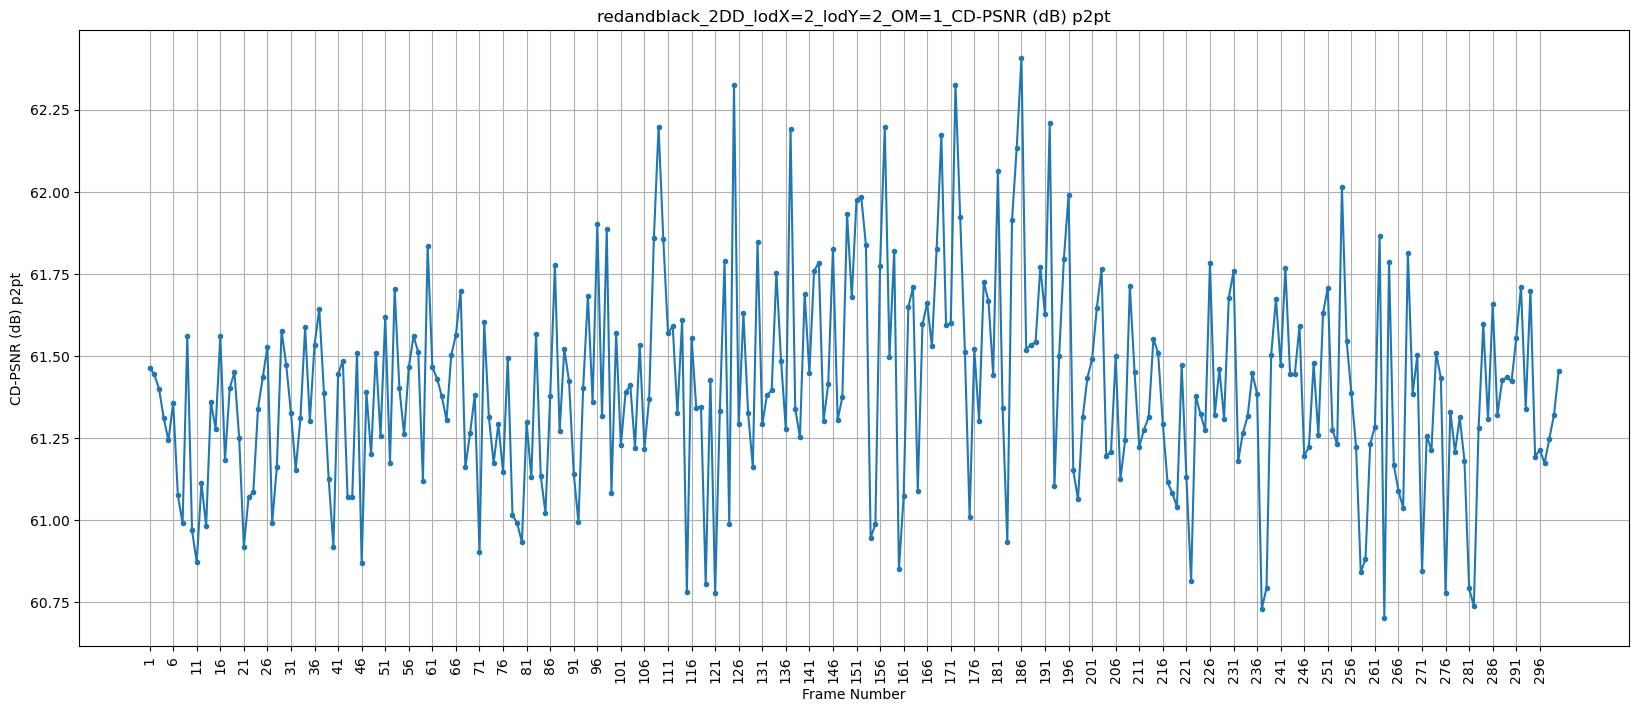 redandblack_2DD_lodX=2_lodY=2_OM=1_CD-PSNR (dB) p2pt
CD-PSNR (dB) p2pt
62.25
62.00
61.75
61.50
61.25
61.00
60.75
1 6 11 16 21 26 31 36 41 46 51 56 61 66 71 76 81 86 91 96 101 106 111 116 121 126 131 136 141 146 151 156 161 166 171 176 181 186 191 196 201 206 211 216 221 226 231 236 241 246 251 256 261 266 271 276 281 286 291 296
Frame Number